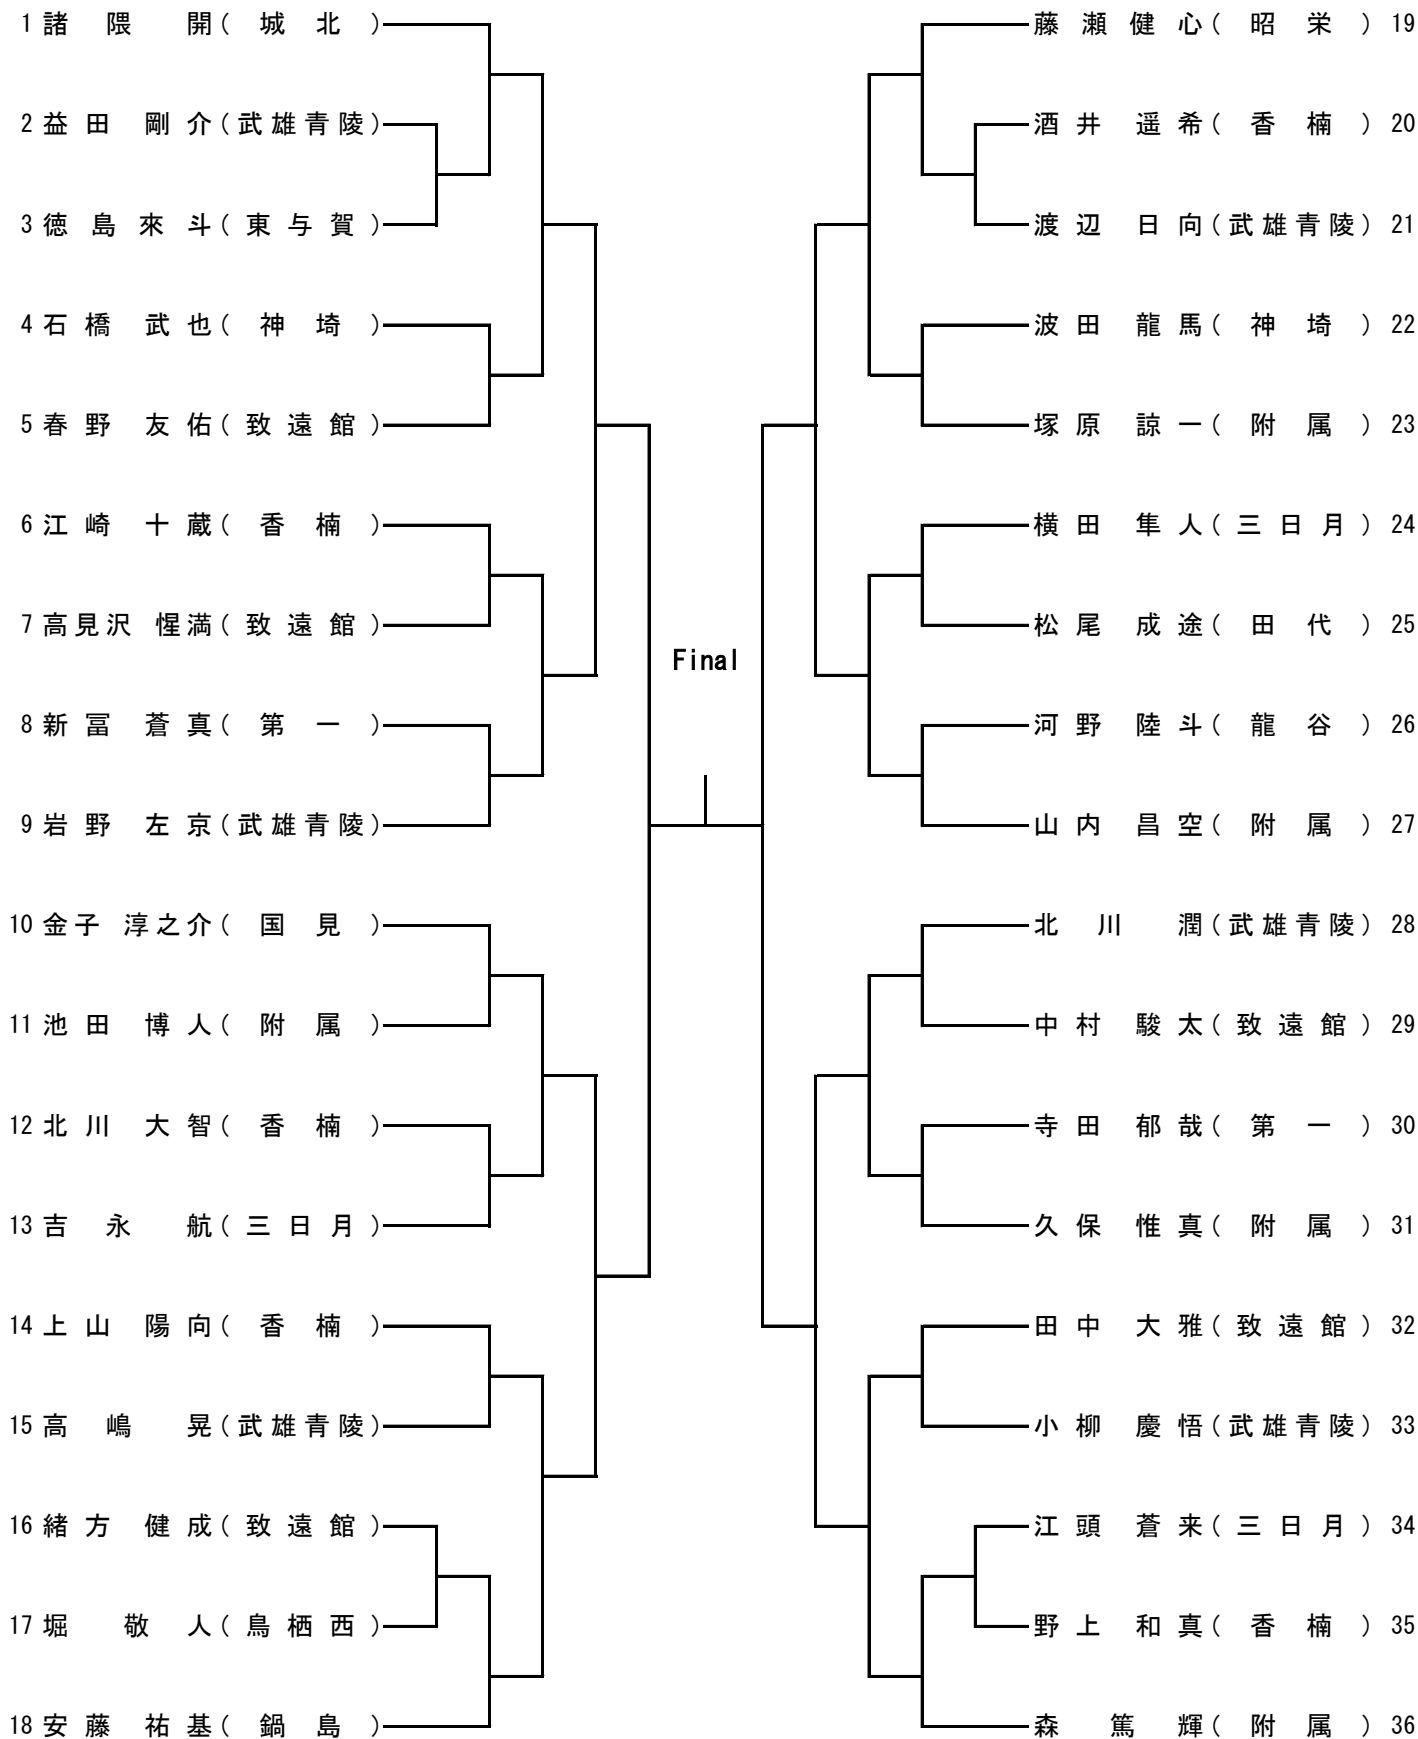 1 諸隈 開 (城北)
2 益田 剛介 (武雄青陵)
3 徳島 來斗 (東与賀)
4 石橋 武也 (神埼)
5 春野 友佑 (致遠館)
6 江崎 十蔵 (香楠)
7 高見沢 惺満 (致遠館)
8 新冨 蒼真 (第一)
9 岩野 左京 (武雄青陵)
10 金子 淳之介 (国見)
11 池田 博人 (附属)
12 北川 大智 (香楠)
13 吉永 航 (三日月)
14 上山 陽向 (香楠)
15 高嶋 晃 (武雄青陵)
16 緒方 健成 (致遠館)
17 堀 敬人 (鳥栖西)
18 安藤 祐基 (鍋島)
Final
藤瀬健心 (昭栄) 19
酒井 遥希 (香楠) 20
渡辺 日向 (武雄青陵) 21
波田 龍馬 (神埼) 22
塚原 諒一 (附属) 23
横田 隼人 (三日月) 24
松尾 成途 (田代) 25
河野 陸斗 (龍谷) 26
山内 昌空 (附属) 27
北川 潤 (武雄青陵) 28
中村 駿太 (致遠館) 29
寺田 郁哉 (第一) 30
久保 惟真 (附属) 31
田中 大雅 (致遠館) 32
小柳 慶悟 (武雄青陵) 33
江頭 蒼来 (三日月) 34
野上 和真 (香楠) 35
森 篤輝 (附属) 36